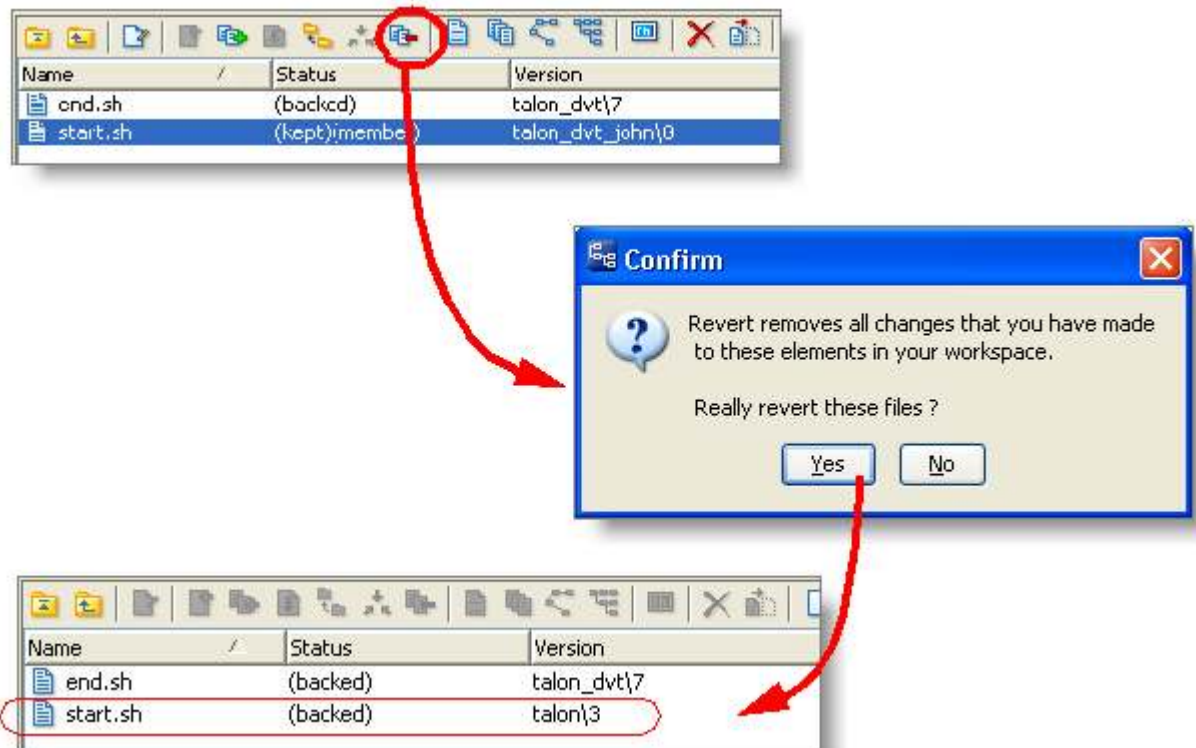 Name Status Version
end.sh (backed) talon_dvt\7
start.sh (kept)(member) talon_dvt_john\8
Confirm
Revert removes all changes that you have made
to these elements in your workspace.
Really revert these files ?
Yes No
Name Status Version
end.sh (backed) talon_dvt\7
start.sh (backed) talon\3